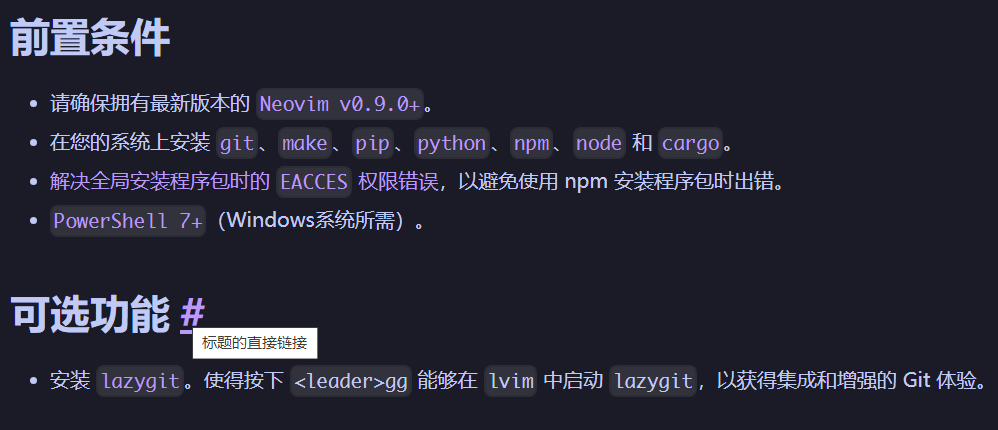 前置条件
请确保拥有最新版本的 Neovim v0.9.0+。
在您的系统上安装 git、make、pip、python、npm、node 和 cargo。
解决全局安装程序包时的 EACCES 权限错误，以避免使用 npm 安装程序包时出错。
PowerShell 7+（Windows系统所需）。
可选功能 #
标题的直接链接
安装 lazygit。使得按下 <leader>gg 能够在 lvim 中启动 lazygit，以获得集成和增强的 Git 体验。